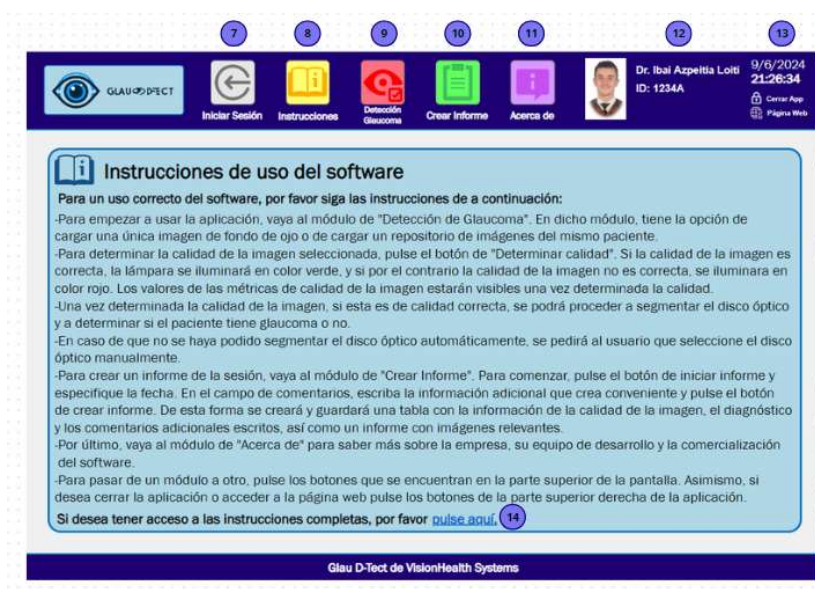 7 8 9 10 11 12 13
GLAU D-TECT
Iniciar Sesión
Instrucciones
Detección
Glaucoma
Crear Informe
Acerca de
Dr. Ibai Azpeitia Loiti
ID: 1234A
9/6/2024
21:26:34
Cerrar App
Página Web
Instrucciones de uso del software
Para un uso correcto del software, por favor siga las instrucciones de a continuación:
-Para empezar a usar la aplicación, vaya al módulo de "Detección de Glaucoma". En dicho módulo, tiene la opción de
cargar una única imagen de fondo de ojo o de cargar un repositorio de imágenes del mismo paciente.
-Para determinar la calidad de la imagen seleccionada, pulse el botón de "Determinar calidad". Si la calidad de la imagen es
correcta, la lámpara se iluminará en color verde, y si por el contrario la calidad de la imagen no es correcta, se iluminara en
color rojo. Los valores de las métricas de calidad de la imagen estarán visibles una vez determinada la calidad.
-Una vez determinada la calidad de la imagen, si esta es de calidad correcta, se podrá proceder a segmentar el disco óptico
y a determinar si el paciente tiene glaucoma o no.
-En caso de que no se haya podido segmentar el disco óptico automáticamente, se pedirá al usuario que seleccione el disco
óptico manualmente.
-Para crear un informe de la sesión, vaya al módulo de "Crear Informe". Para comenzar, pulse el botón de iniciar informe y
especifique la fecha. En el campo de comentarios, escriba la información adicional que crea conveniente y pulse el botón
de crear informe. De esta forma se creará y guardará una tabla con la información de la calidad de la imagen, el diagnóstico
y los comentarios adicionales escritos, así como un informe con imágenes relevantes.
-Por último, vaya al módulo de "Acerca de" para saber más sobre la empresa, su equipo de desarrollo y la comercialización
del software.
-Para pasar de un módulo a otro, pulse los botones que se encuentran en la parte superior de la pantalla. Asimismo, si
desea cerrar la aplicación o acceder a la página web pulse los botones de la parte superior derecha de la aplicación.
Si desea tener acceso a las instrucciones completas, por favor pulse aquí. 14
Glau D-Tect de VisionHealth Systems